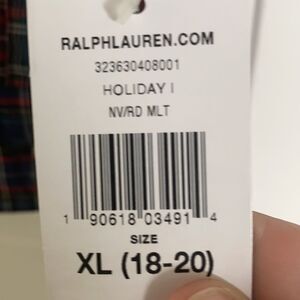 RALPHLAUREN.COM
323630408001
HOLIDAY I
NV/RD MLT
1 90618 03491 4
SIZE
XL (18-20)